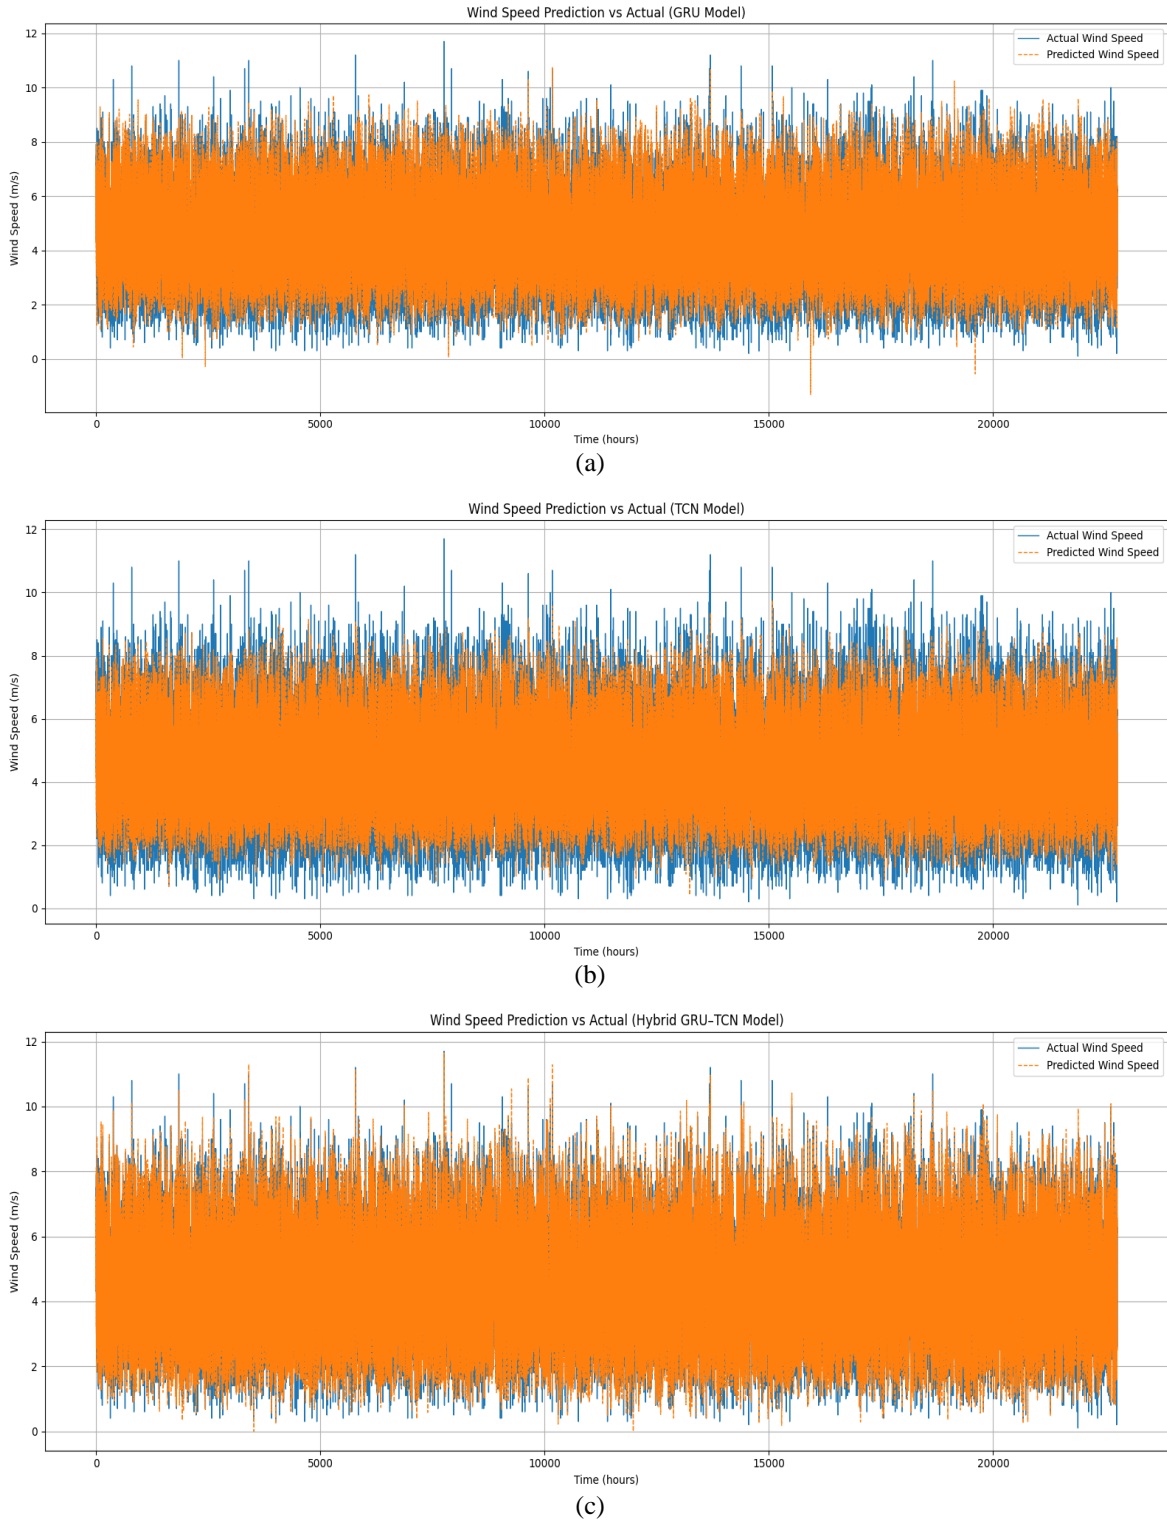 Wind Speed Prediction vs Actual (GRU Model)
Actual Wind Speed
Predicted Wind Speed
Wind Speed (m/s)
12
10
8
6
4
2
0
0 5000 10000 15000 20000
Time (hours)
(a)
Wind Speed Prediction vs Actual (TCN Model)
Actual Wind Speed
Predicted Wind Speed
Wind Speed (m/s)
12
10
8
6
4
2
0
0 5000 10000 15000 20000
Time (hours)
(b)
Wind Speed Prediction vs Actual (Hybrid GRU–TCN Model)
Actual Wind Speed
Predicted Wind Speed
Wind Speed (m/s)
12
10
8
6
4
2
0
0 5000 10000 15000 20000
Time (hours)
(c)